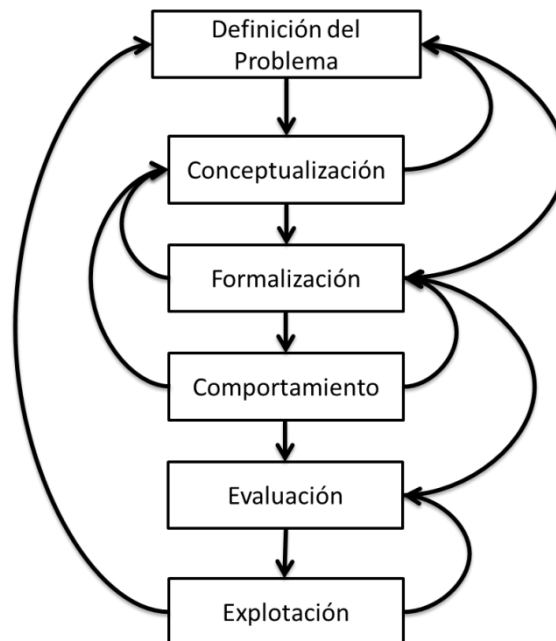 Definición del
Problema
Conceptualización
Formalización
Comportamiento
Evaluación
Explotación